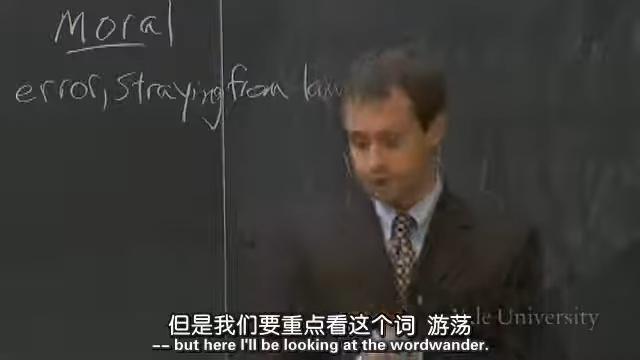 Moral
error, straying from law
但是我们要重点看这个词 游荡
-- but here I'll be looking at the wordwander.
Yale University